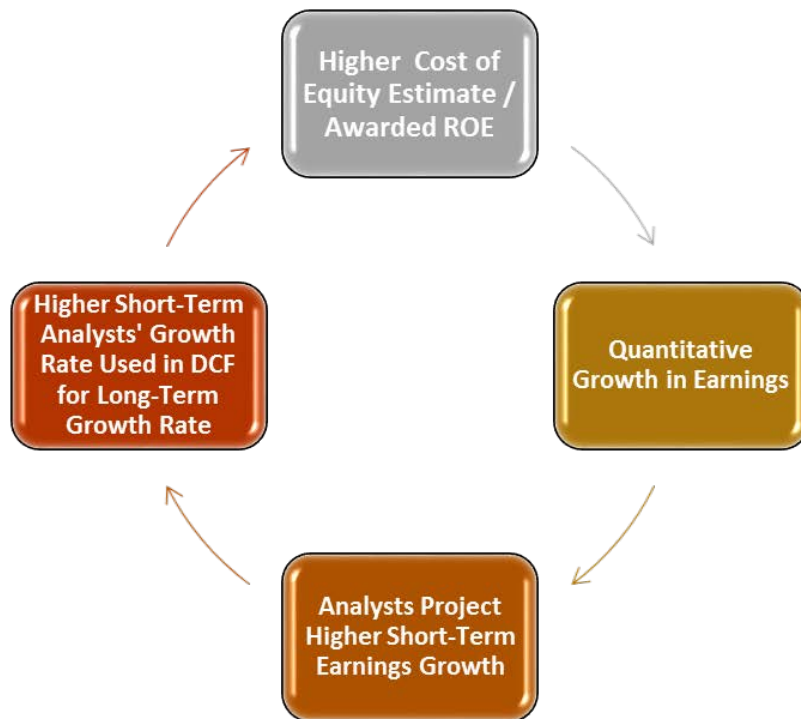 Higher Cost of
Equity Estimate /
Awarded ROE
Quantitative
Growth in Earnings
Analysts Project
Higher Short-Term
Earnings Growth
Higher Short-Term
Analysts' Growth
Rate Used in DCF
for Long-Term
Growth Rate